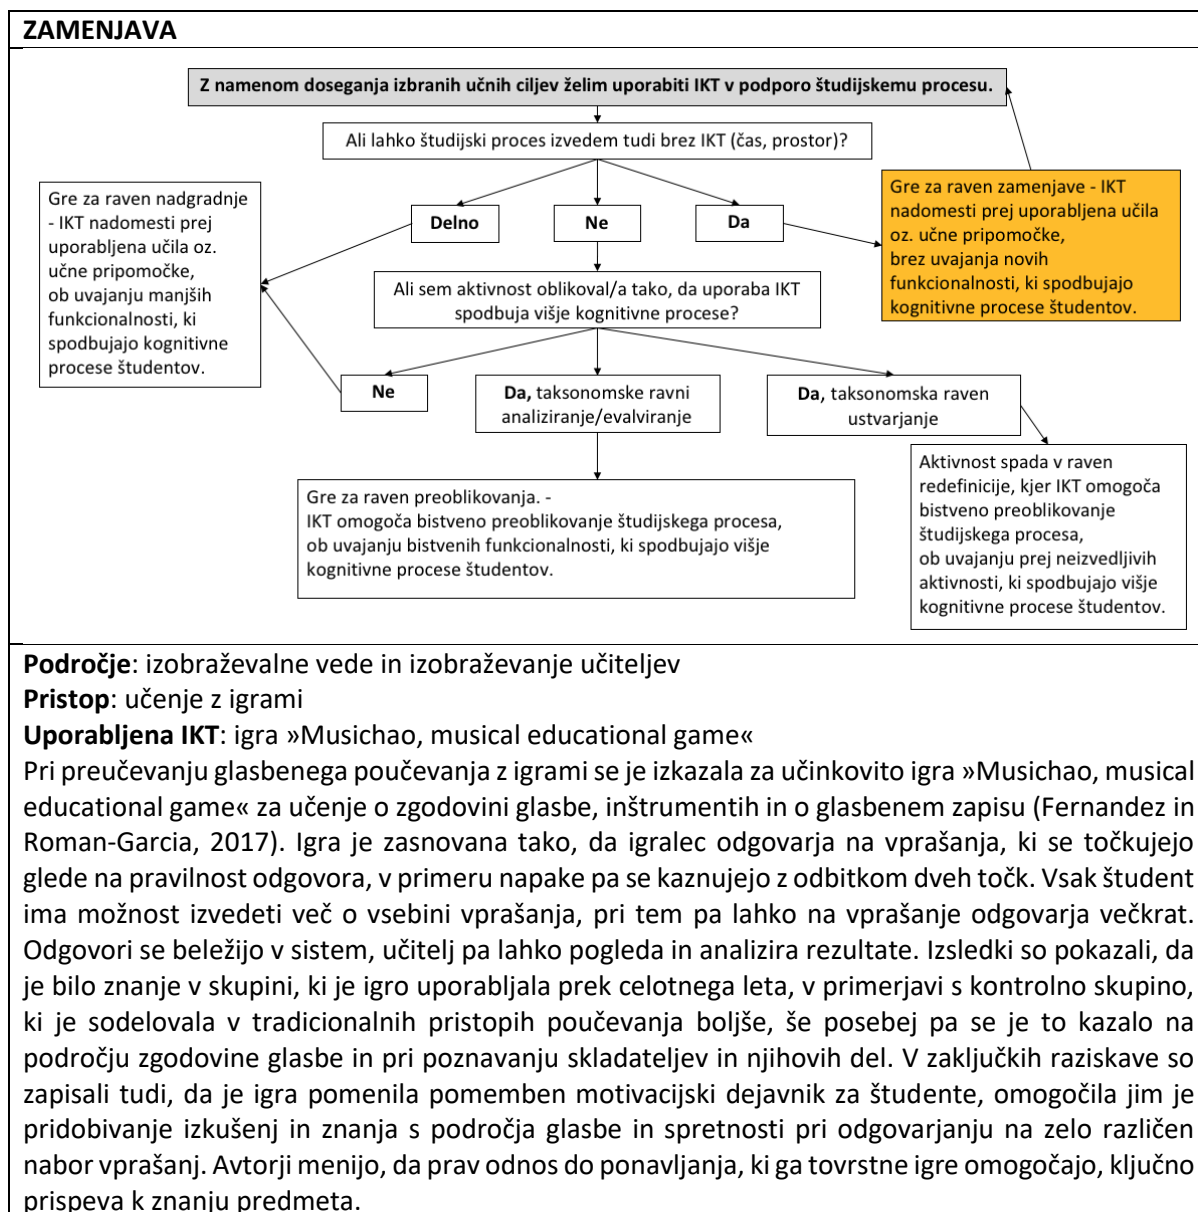 ZAMENJAVA
Z namenom doseganja izbranih učnih ciljev želim uporabiti IKT v podporo študijskemu procesu.
Ali lahko študijski proces izvedem tudi brez IKT (čas, prostor)?
Gre za raven nadgradnje
- IKT nadomesti prej
uporabljena učila oz.
učne pripomočke,
ob uvajanju manjših
funkcionalnosti, ki
spodbujajo kognitivne
procese študentov.
Delno
Ne
Da
Gre za raven zamenjave - IKT
nadomesti prej uporabljena učila
oz. učne pripomočke,
brez uvajanja novih
funkcionalnosti, ki spodbujajo
kognitivne procese študentov.
Ali sem aktivnost oblikoval/a tako, da uporaba IKT
spodbuja višje kognitivne procese?
Ne
Da, taksonomske ravni
analiziranje/evalviranje
Da, taksonomska raven
ustvarjanje
Gre za raven preoblikovanja. -
IKT omogoča bistveno preoblikovanje študijskega procesa,
ob uvajanju bistvenih funkcionalnosti, ki spodbujajo višje
kognitivne procese študentov.
Aktivnost spada v raven
redefinicije, kjer IKT omogoča
bistveno preoblikovanje
študijskega procesa,
ob uvajanju prej neizvedljivih
aktivnosti, ki spodbujajo višje
kognitivne procese študentov.
Področje: izobraževalne vede in izobraževanje učiteljev
Pristop: učenje z igrami
Uporabljena IKT: igra »Musichao, musical educational game«
Pri preučevanju glasbenega poučevanja z igrami se je izkazala za učinkovito igra »Musichao, musical
educational game« za učenje o zgodovini glasbe, inštrumentih in o glasbenem zapisu (Fernandez in
Roman-Garcia, 2017). Igra je zasnovana tako, da igralec odgovarja na vprašanja, ki se točkujejo
glede na pravilnost odgovora, v primeru napake pa se kaznujejo z odbitkom dveh točk. Vsak študent
ima možnost izvedeti več o vsebini vprašanja, pri tem pa lahko na vprašanje odgovarja večkrat.
Odgovori se beležijo v sistem, učitelj pa lahko pogleda in analizira rezultate. Izsledki so pokazali, da
je bilo znanje v skupini, ki je igro uporabljala prek celotnega leta, v primerjavi s kontrolno skupino,
ki je sodelovala v tradicionalnih pristopih poučevanja boljše, še posebej pa se je to kazalo na
področju zgodovine glasbe in pri poznavanju skladateljev in njihovih del. V zaključkih raziskave so
zapisali tudi, da je igra pomenila pomemben motivacijski dejavnik za študente, omogočila jim je
pridobivanje izkušenj in znanja s področja glasbe in spretnosti pri odgovarjanju na zelo različen
nabor vprašanj. Avtorji menijo, da prav odnos do ponavljanja, ki ga tovrstne igre omogočajo, ključno
prispeva k znanju predmeta.